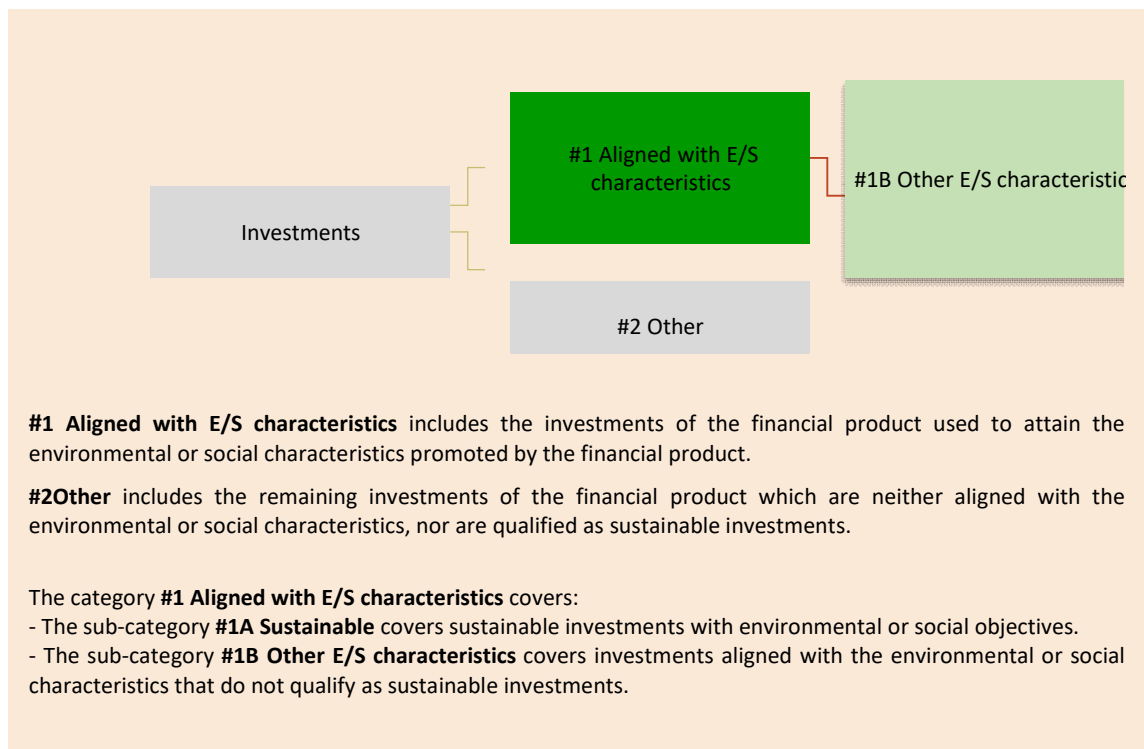 #1 Aligned with E/S
characteristics
#1B Other E/S characteristic
Investments
#2 Other
#1 Aligned with E/S characteristics includes the investments of the financial product used to attain the
environmental or social characteristics promoted by the financial product.
#2Other includes the remaining investments of the financial product which are neither aligned with the
environmental or social characteristics, nor are qualified as sustainable investments.
The category #1 Aligned with E/S characteristics covers:
- The sub-category #1A Sustainable covers sustainable investments with environmental or social objectives.
- The sub-category #1B Other E/S characteristics covers investments aligned with the environmental or social
characteristics that do not qualify as sustainable investments.